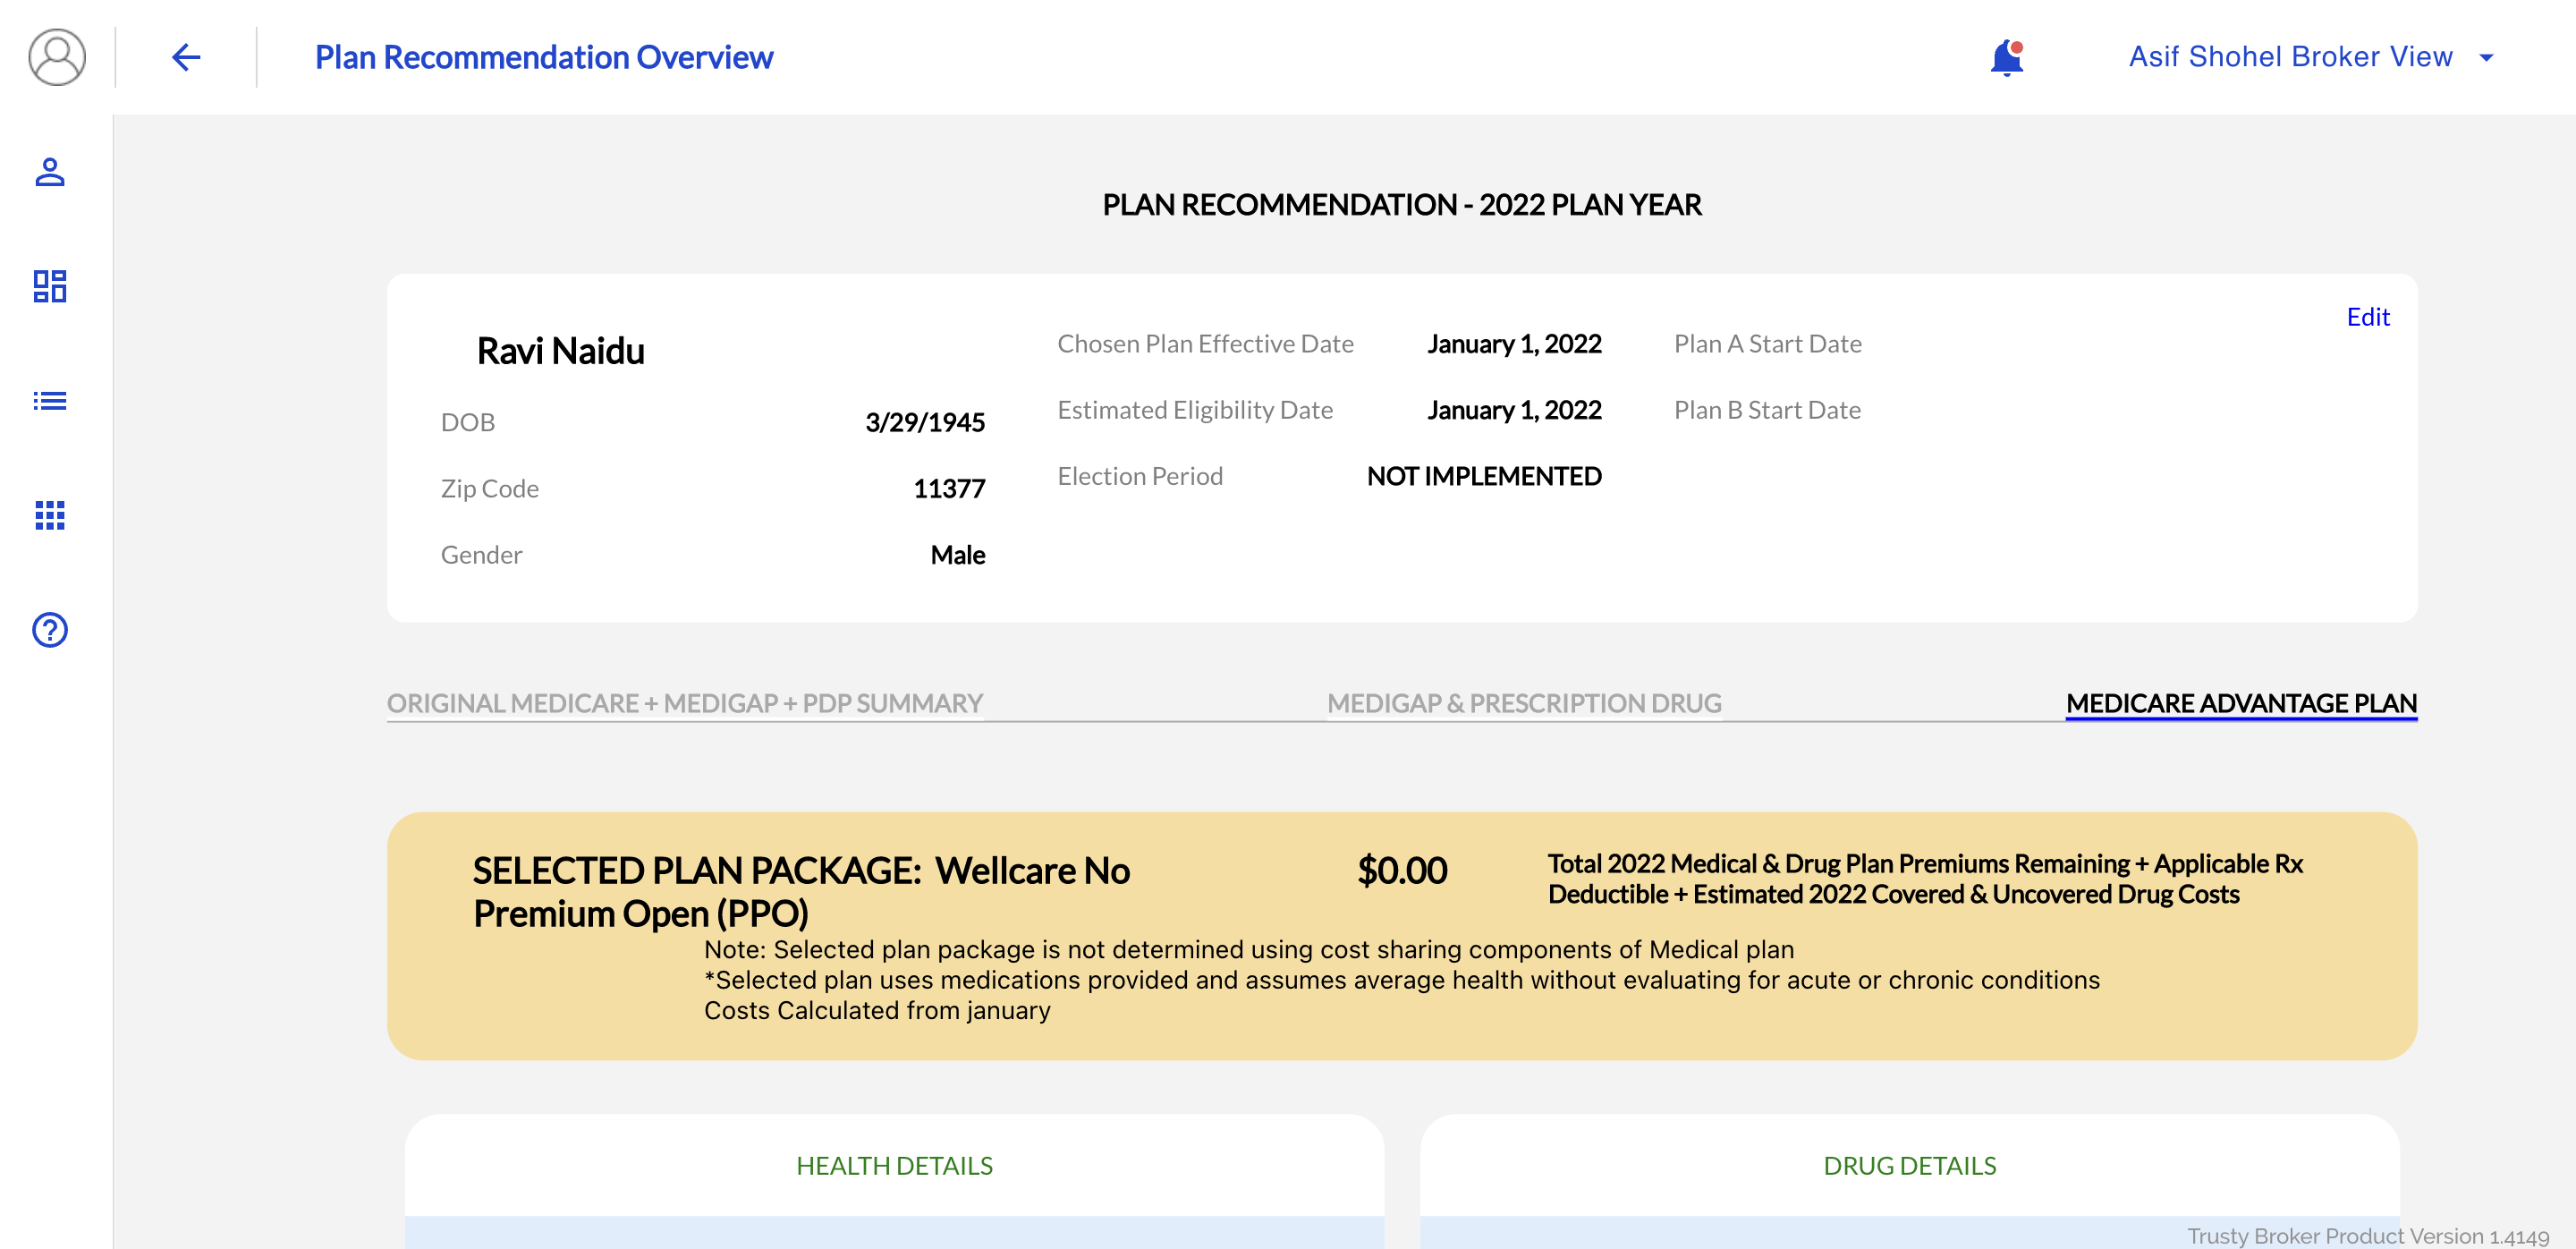 Plan Recommendation Overview
Asif Shohel Broker View
PLAN RECOMMENDATION - 2022 PLAN YEAR
Edit
Ravi Naidu
DOB 3/29/1945
Zip Code 11377
Gender Male
Chosen Plan Effective Date January 1, 2022
Estimated Eligibility Date January 1, 2022
Election Period NOT IMPLEMENTED
Plan A Start Date
Plan B Start Date
ORIGINAL MEDICARE + MEDIGAP + PDP SUMMARY
MEDIGAP & PRESCRIPTION DRUG
MEDICARE ADVANTAGE PLAN
SELECTED PLAN PACKAGE: Wellcare No
Premium Open (PPO)
$0.00
Total 2022 Medical & Drug Plan Premiums Remaining + Applicable Rx
Deductible + Estimated 2022 Covered & Uncovered Drug Costs
Note: Selected plan package is not determined using cost sharing components of Medical plan
*Selected plan uses medications provided and assumes average health without evaluating for acute or chronic conditions
Costs Calculated from january
HEALTH DETAILS
DRUG DETAILS
Trusty Broker Product Version 1.4149